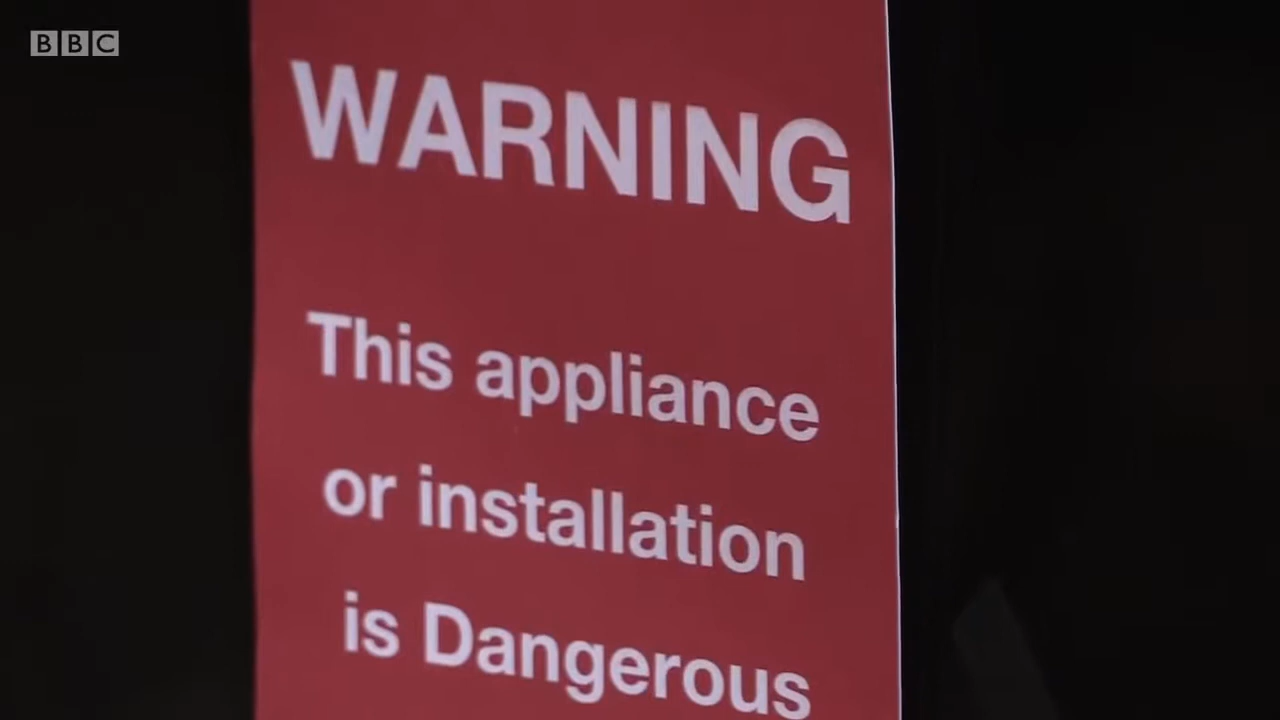 BBC
WARNING
This appliance
or installation
is Dangerous